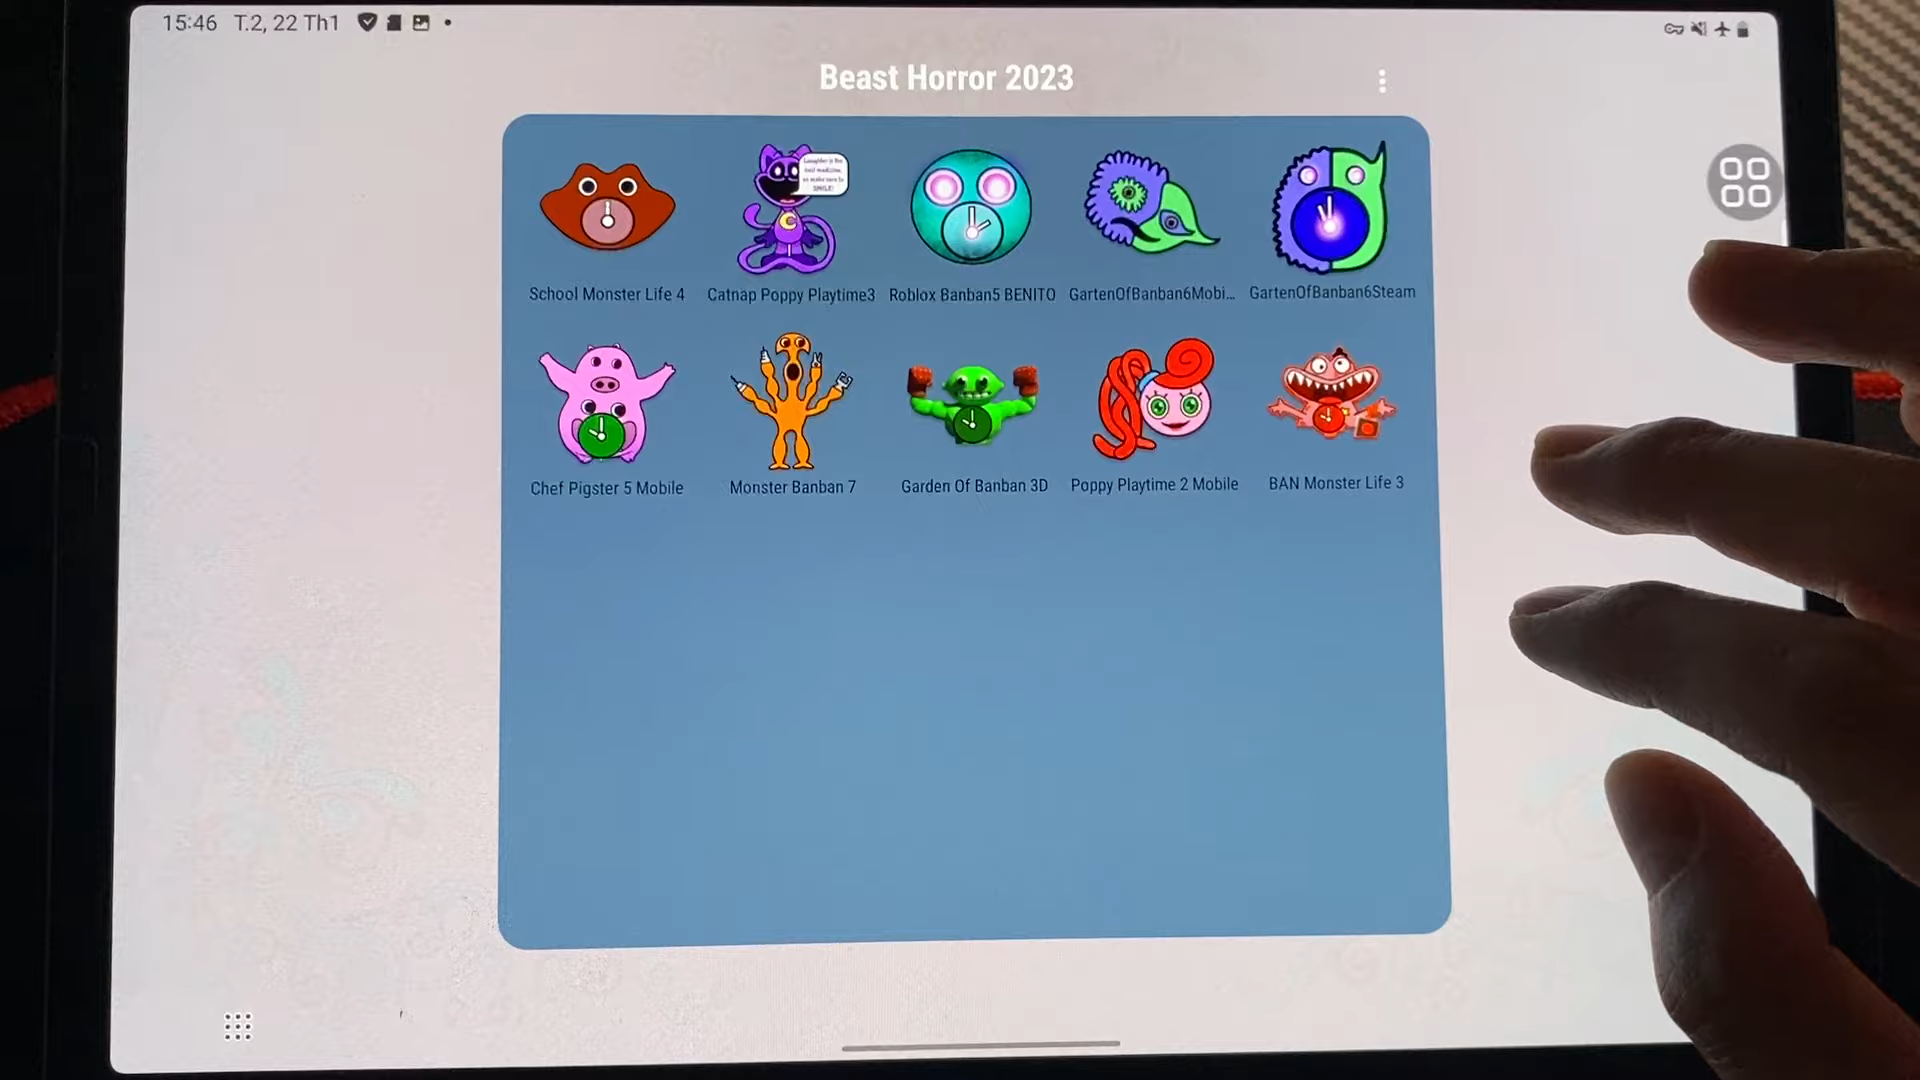 15:46 T.2, 22 Th1
Beast Horror 2023
School Monster Life 4
Catnap Poppy Playtime3
Roblox Banban5 BENITO
GartenOfBanban6Mobi...
GartenOfBanban6Steam
Chef Pigster 5 Mobile
Monster Banban 7
Garden Of Banban 3D
Poppy Playtime 2 Mobile
BAN Monster Life 3